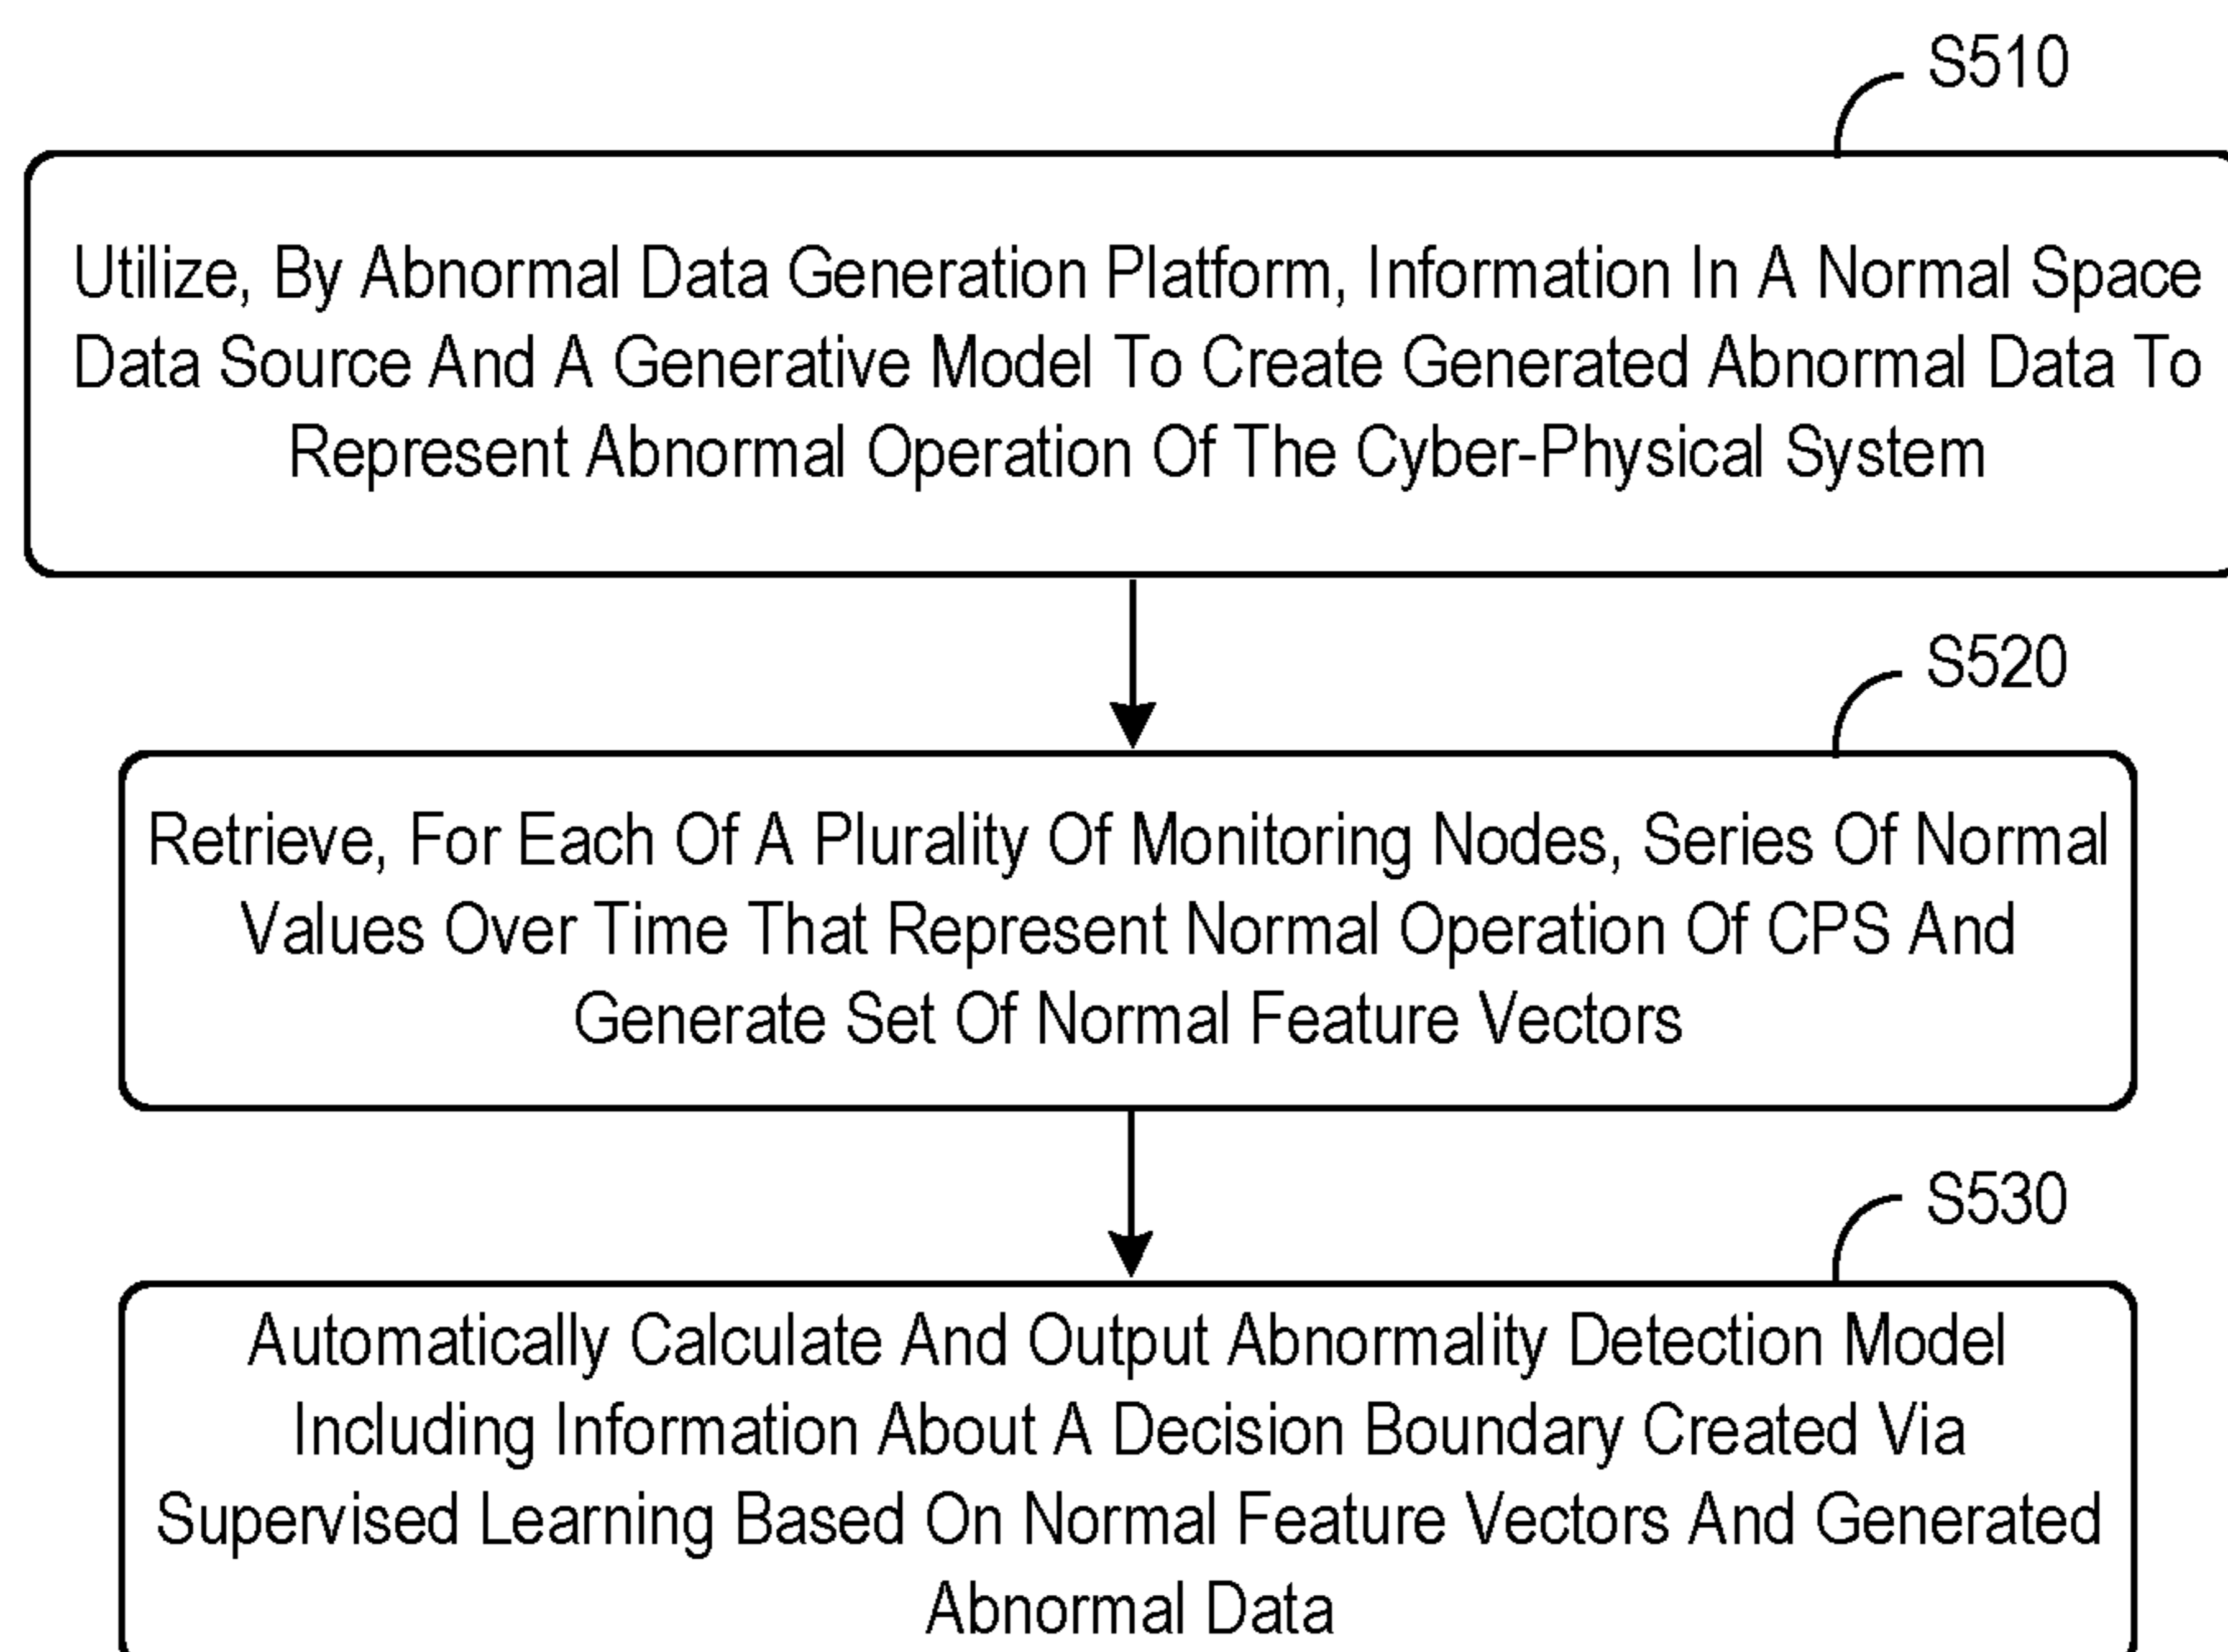 S510
Utilize, By Abnormal Data Generation Platform, Information In A Normal Space
Data Source And A Generative Model To Create Generated Abnormal Data To
Represent Abnormal Operation Of The Cyber-Physical System
S520
Retrieve, For Each Of A Plurality Of Monitoring Nodes, Series Of Normal
Values Over Time That Represent Normal Operation Of CPS And
Generate Set Of Normal Feature Vectors
S530
Automatically Calculate And Output Abnormality Detection Model
Including Information About A Decision Boundary Created Via
Supervised Learning Based On Normal Feature Vectors And Generated
Abnormal Data